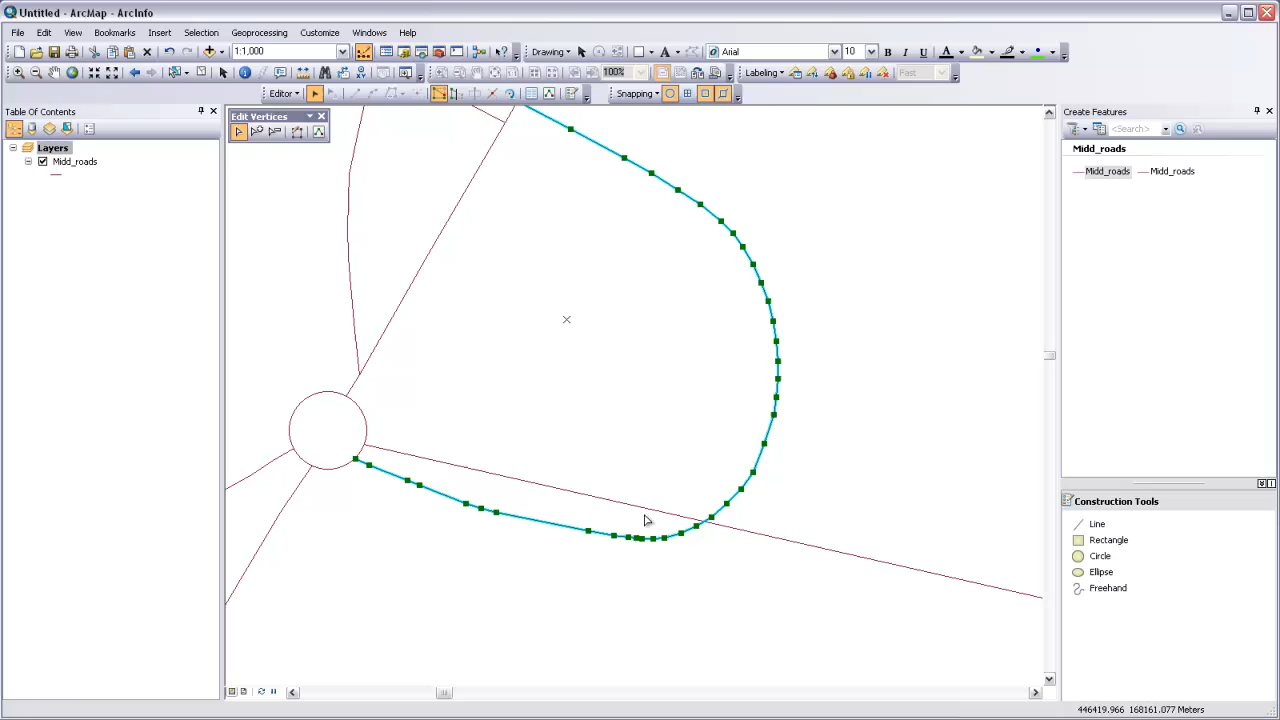 Untitled - ArcMap - ArcInfo
File Edit View Bookmarks Insert Selection Geoprocessing Customize Windows Help
1:1,000 Drawing Arial 10 B I U A
100% Labeling Fast
Editor Snapping
Table Of Contents
Edit Vertices
Create Features
<Search>
Layers
Midd_roads
Midd_roads
Midd_roads Midd_roads
Construction Tools
Line
Rectangle
Circle
Ellipse
Freehand
446419.966 168161.077 Meters